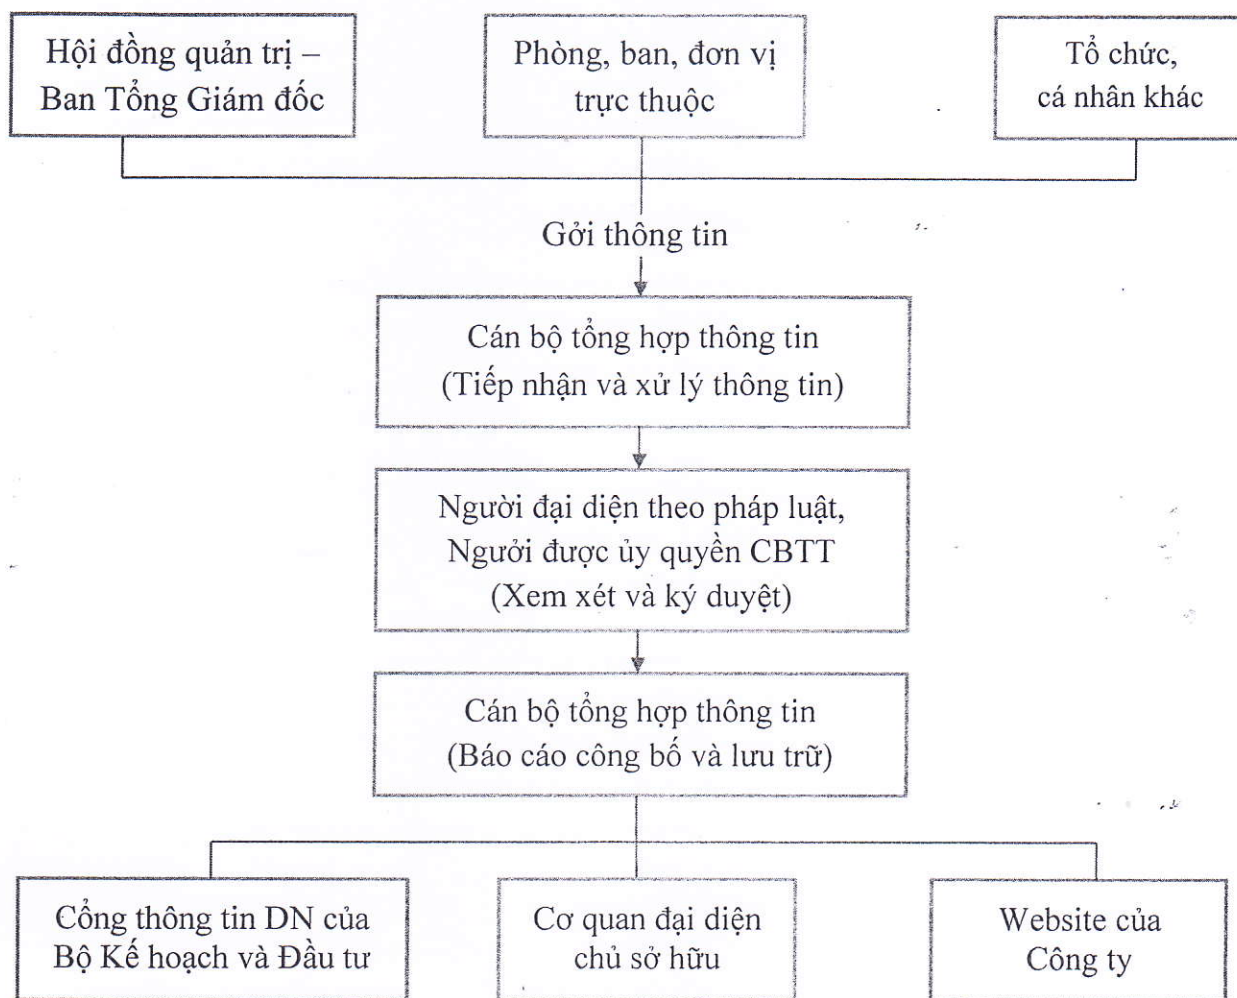 Hội đồng quản trị –
Ban Tổng Giám đốc
Phòng, ban, đơn vị
trực thuộc
Tổ chức,
cá nhân khác
Gởi thông tin
Cán bộ tổng hợp thông tin
(Tiếp nhận và xử lý thông tin)
Người đại diện theo pháp luật,
Người được ủy quyền CBTT
(Xem xét và ký duyệt)
Cán bộ tổng hợp thông tin
(Báo cáo công bố và lưu trữ)
Cổng thông tin DN của
Bộ Kế hoạch và Đầu tư
Cơ quan đại diện
chủ sở hữu
Website của
Công ty